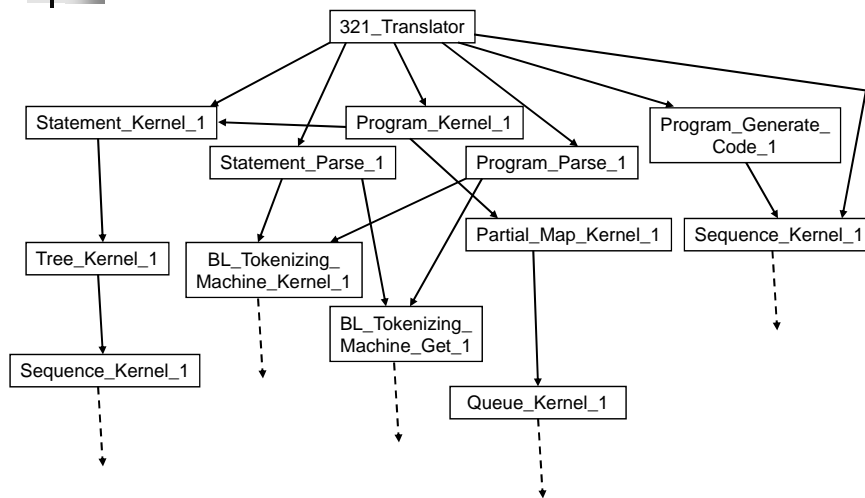 321_Translator
Statement_Kernel_1
Program_Kernel_1
Program_Generate_
Code_1
Statement_Parse_1
Program_Parse_1
Tree_Kernel_1
BL_Tokenizing_
Machine_Kernel_1
Partial_Map_Kernel_1
Sequence_Kernel_1
BL_Tokenizing_
Machine_Get_1
Sequence_Kernel_1
Queue_Kernel_1